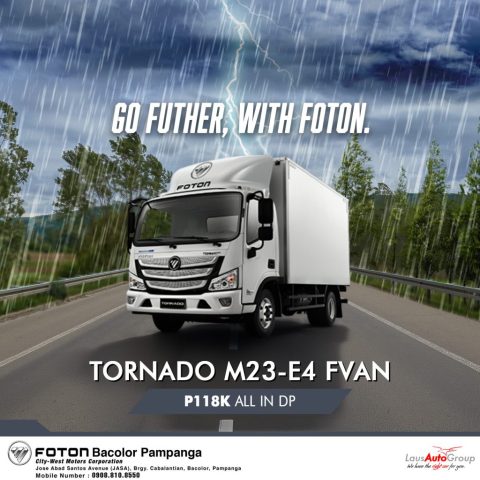 GO FUTHER, WITH FOTON.
FOTON
TORNADO
TORNADO M23-E4 FVAN
P118K ALL IN DP
FOTON Bacolor Pampanga
City-West Motors Corporation
Jose Abad Santos Avenue (JASA), Brgy. Cabalantian, Bacolor, Pampanga
Mobile Number : 0908.810.8550
LausAutoGroup
We have the right car for you.